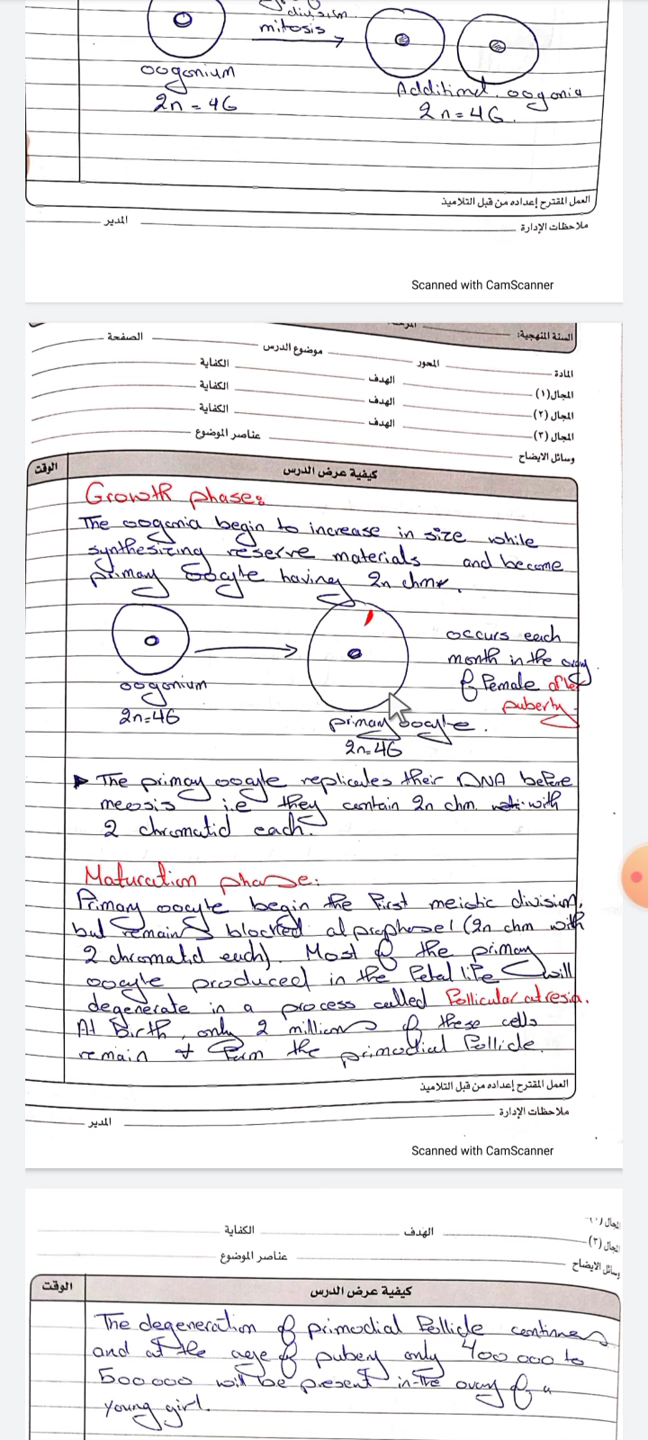 division
mitosis
oogonium
2n = 46
Additional oogonia
2n = 46.
العمل المقترح إعداده من قبل التلاميذ
ملاحظات الإدارة
المدير
Scanned with CamScanner
السنة المنهجية:
المادة
المحور
موضوع الدرس
الصفحة
المجال (١)
الهدف
الكفاية
المجال (٢)
الهدف
الكفاية
المجال (٣)
الهدف
الكفاية
وسائل الايضاح
عناصر الموضوع
كيفية عرض الدرس
الوقت
Growth phase:
The oogonia begin to increase in size while
synthesizing reserve materials and become
primary oocyte having 2n chmr.
oogonium
2n=46
primary oocyte.
2n=46
occurs each
month in the ovary
of Female after
puberty
The primary oocyte replicates their DNA before
meosis i.e they contain 2n chm. with
2 chromatid each.
Maturation phase:
Primary oocyte begin the first meiotic division,
but remains blocked at prophase I (2n chm with
2 chromatid each). Most of the primary
oocyte produced in the fetal life will
degenerate in a process called Follicular atresia.
At Birth, only 2 millions of these cells
remain & form the primodial follicle.
العمل المقترح إعداده من قبل التلاميذ
ملاحظات الإدارة
المدير
Scanned with CamScanner
المجال (٣)
الهدف
الكفاية
وسائل الايضاح
عناصر الموضوع
كيفية عرض الدرس
الوقت
The degeneration of primodial follicle continues
and at the age of puberty only 400 000 to
500 000 will be present in the ovary of a
young girl.